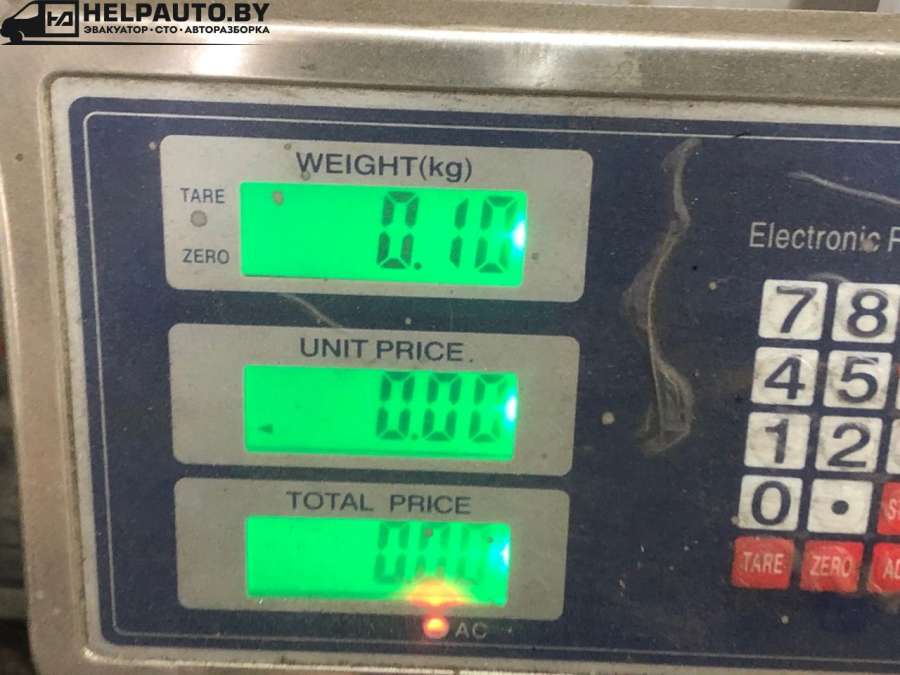 HELPAUTO.BY
ЭВАКУАТОР·СТО·АВТОРАЗБОРКА
WEIGHT(kg)
TARE
0.10
ZERO
Electronic
UNIT PRICE.
0.00
TOTAL PRICE
0.00
AC
7 8
4 5
1 2
0 •
TARE ZERO